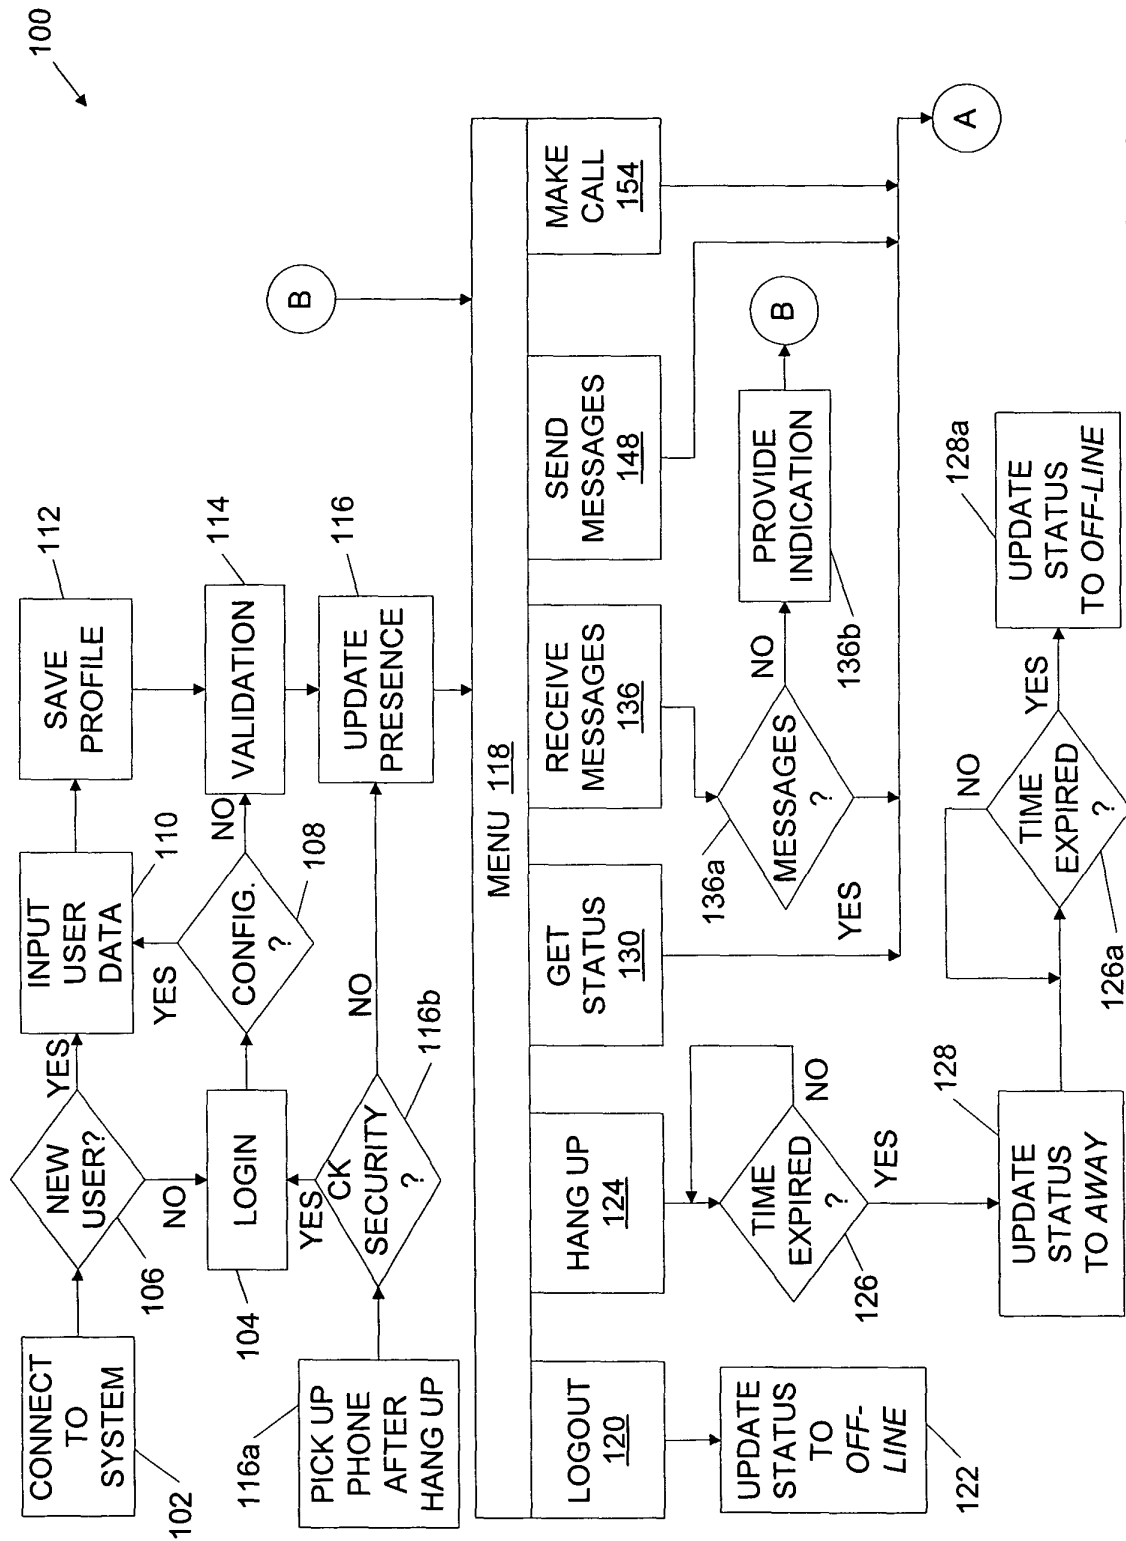 100
CONNECT
TO
SYSTEM
102
NEW
USER?
106
YES
NO
INPUT
USER
DATA
110
SAVE
PROFILE
112
LOGIN
104
CONFIG.
?
108
YES
NO
VALIDATION
114
PICK UP
PHONE
AFTER
HANG UP
116a
CK
SECURITY
?
116b
YES
NO
UPDATE
PRESENCE
116
B
MENU 118
LOGOUT
120
HANG UP
124
GET
STATUS
130
RECEIVE
MESSAGES
136
SEND
MESSAGES
148
MAKE
CALL
154
UPDATE
STATUS
TO
OFF-
LINE
122
TIME
EXPIRED
?
126
NO
YES
MESSAGES
?
136a
NO
YES
PROVIDE
INDICATION
136b
B
A
UPDATE
STATUS
TO AWAY
128
TIME
EXPIRED
?
126a
NO
YES
UPDATE
STATUS
TO OFF-LINE
128a